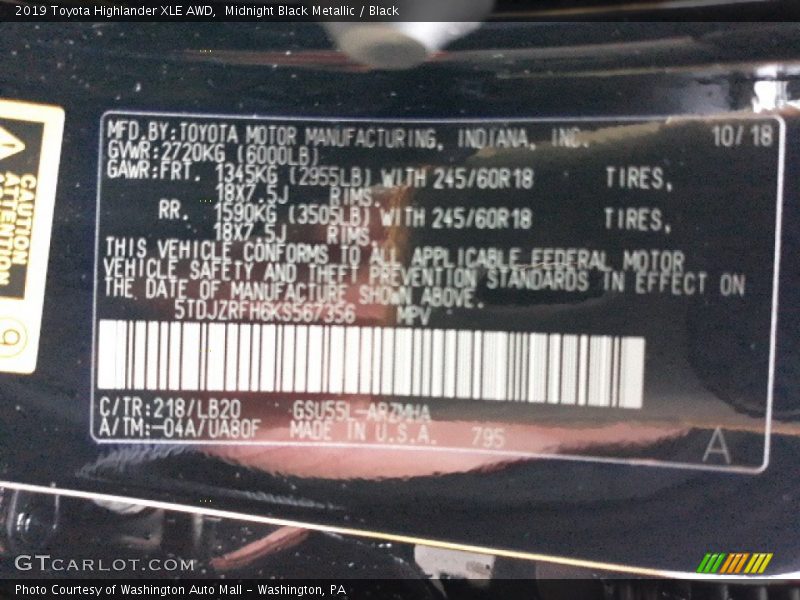 2019 Toyota Highlander XLE AWD,  Midnight Black Metallic / Black
MFD.BY:TOYOTA MOTOR MANUFACTURING, INDIANA, INC. 10/18
GVWR:2720KG (6000LB)
GAWR:FRT. 1345KG (2955LB) WITH 245/60R18 TIRES,
18X7.5J RIMS.
RR. 1590KG (3505LB) WITH 245/60R18 TIRES,
18X7.5J RIMS.
THIS VEHICLE CONFORMS TO ALL APPLICABLE FEDERAL MOTOR
VEHICLE SAFETY AND THEFT PREVENTION STANDARDS IN EFFECT ON
THE DATE OF MANUFACTURE SHOWN ABOVE.
5TDJZRFH6KS567356 MPV
C/TR:218/LB20 GSU55L-ARZMHA
A/TM:-04A/UA80F MADE IN U.S.A. 795
A
CAUTION
ATTENTION
GTCARLOT.COM
Photo Courtesy of Washington Auto Mall - Washington, PA